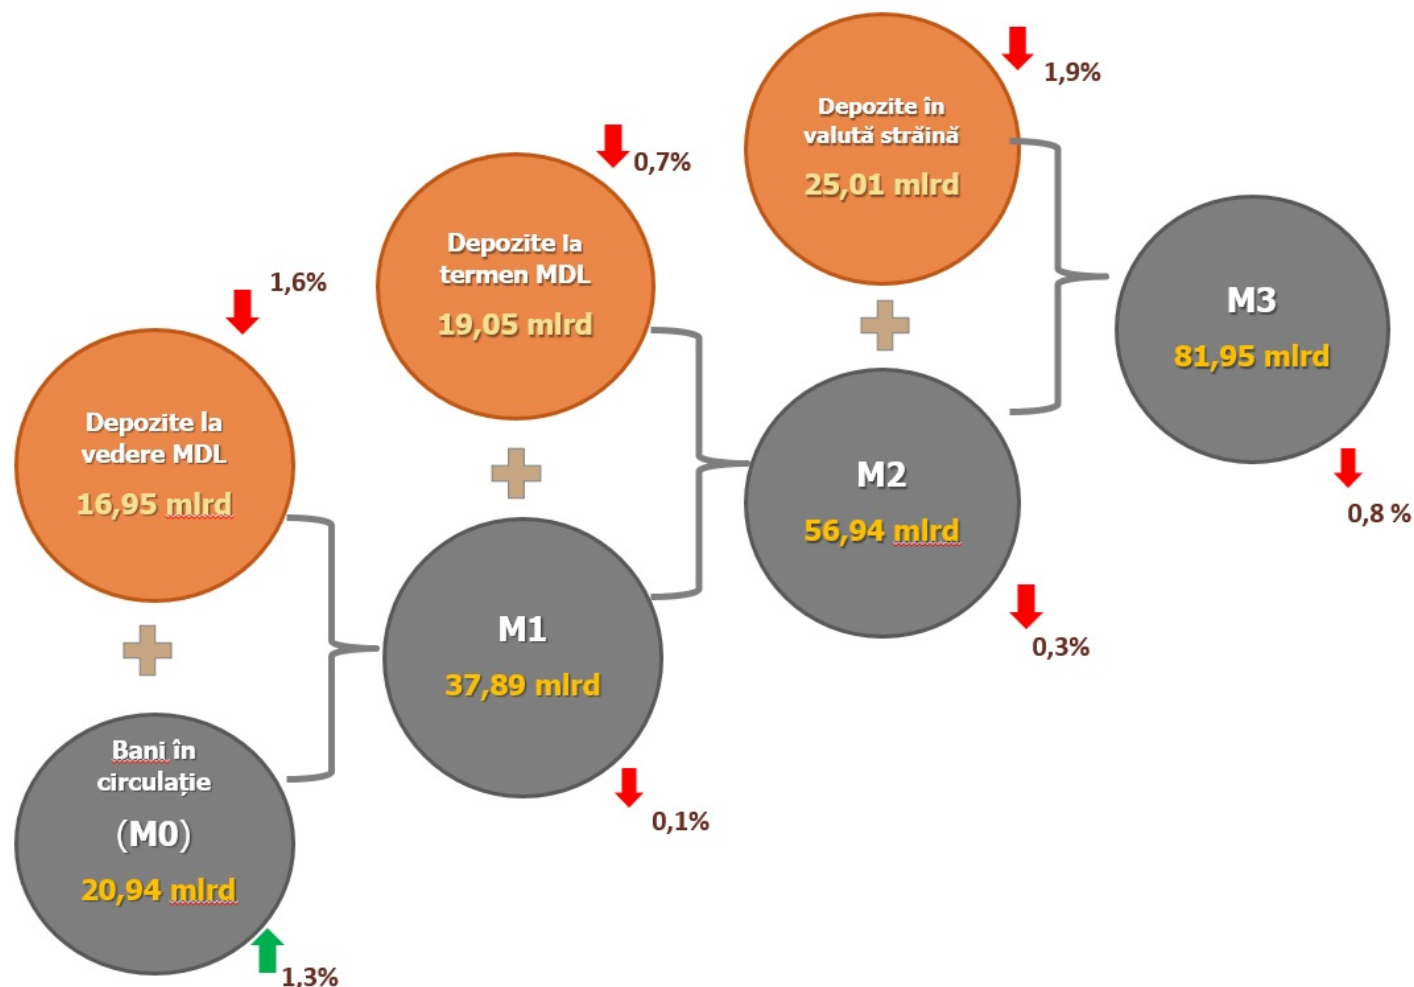 1,6%
Depozite la
vedere MDL
16,95 mlrd
Bani în
circulație
(M0)
20,94 mlrd
1,3%
0,7%
Depozite la
termen MDL
19,05 mlrd
M1
37,89 mlrd
0,1%
1,9%
Depozite în
valută străină
25,01 mlrd
M2
56,94 mlrd
0,3%
M3
81,95 mlrd
0,8 %